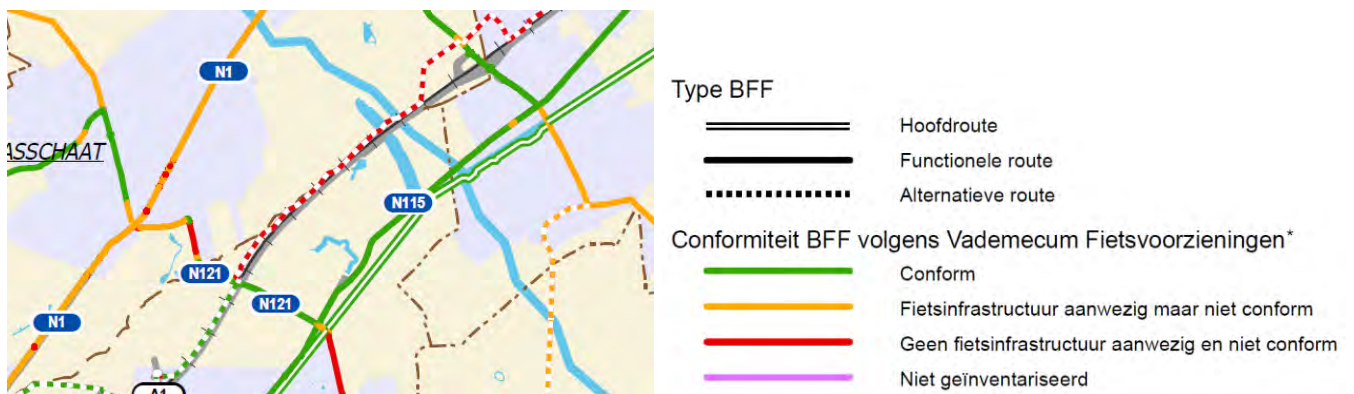 N1
ASSCHAAT
N115
N121
N121
N1
A1
Type BFF
Hoofdroute
Functionele route
Alternatieve route
Conformiteit BFF volgens Vademecum Fietsvoorzieningen*
Conform
Fietsinfrastructuur aanwezig maar niet conform
Geen fietsinfrastructuur aanwezig en niet conform
Niet geïnventariseerd